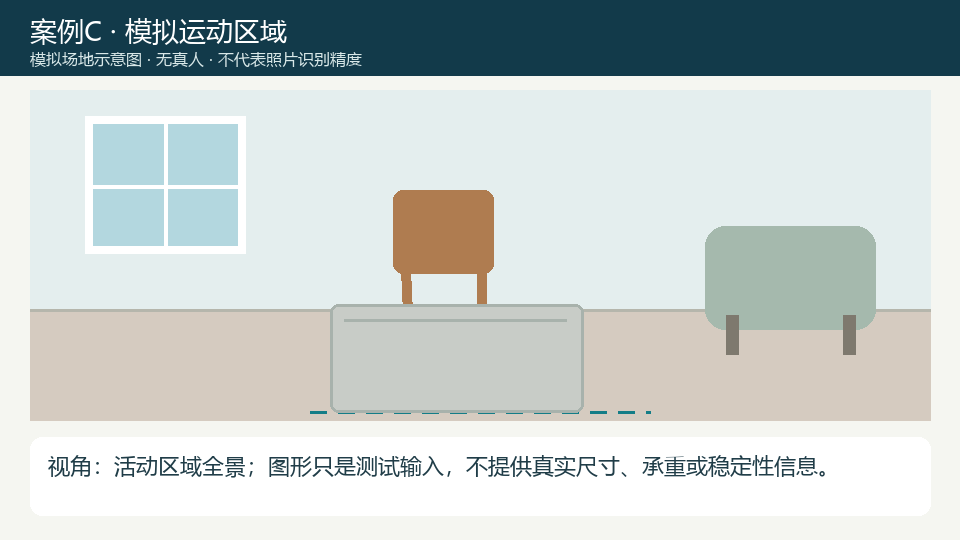 案例C · 模拟运动区域
模拟场地示意图 · 无真人 · 不代表照片识别精度
视角：活动区域全景；图形只是测试输入，不提供真实尺寸、承重或稳定性信息。